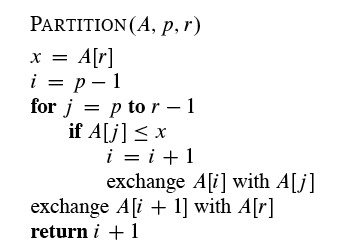 PARTITION(A, p, r)
x = A[r]
i = p – 1
for j = p to r – 1
if A[j] ≤ x
i = i + 1
exchange A[i] with A[j]
exchange A[i + 1] with A[r]
return i + 1